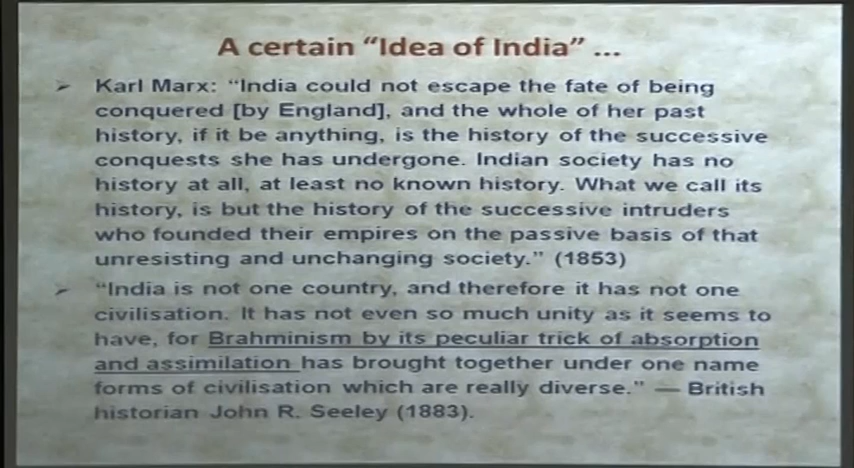 A certain “Idea of India” ...
➢ Karl Marx: “India could not escape the fate of being
conquered [by England], and the whole of her past
history, if it be anything, is the history of the successive
conquests she has undergone. Indian society has no
history at all, at least no known history. What we call its
history, is but the history of the successive intruders
who founded their empires on the passive basis of that
unresisting and unchanging society.” (1853)
➢ “India is not one country, and therefore it has not one
civilisation. It has not even so much unity as it seems to
have, for Brahminism by its peculiar trick of absorption
and assimilation has brought together under one name
forms of civilisation which are really diverse.” — British
historian John R. Seeley (1883).